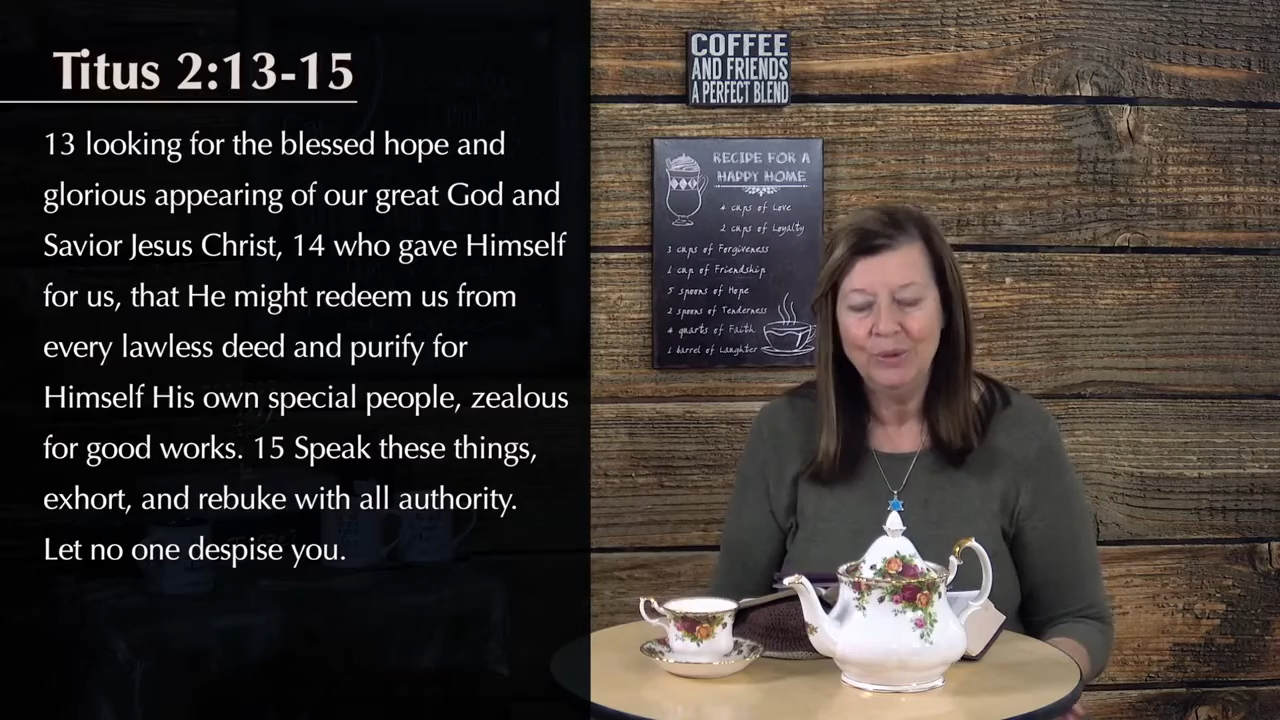 Titus 2:13-15
13 looking for the blessed hope and
glorious appearing of our great God and
Savior Jesus Christ, 14 who gave Himself
for us, that He might redeem us from
every lawless deed and purify for
Himself His own special people, zealous
for good works. 15 Speak these things,
exhort, and rebuke with all authority.
Let no one despise you.
COFFEE
AND FRIENDS
A PERFECT BLEND
RECIPE FOR A
HAPPY HOME
4 cups of Love
2 cups of Loyalty
3 cups of Forgiveness
1 cup of Friendship
5 spoons of Hope
2 spoons of Tenderness
4 quarts of Faith
1 barrel of Laughter